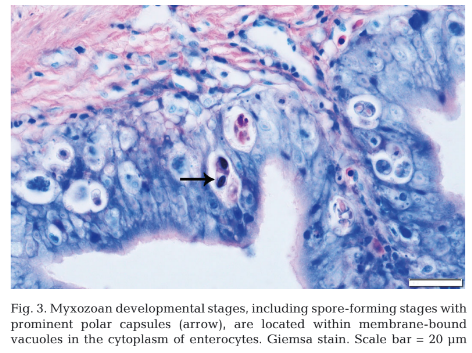 Fig. 3. Myxozoan developmental stages, including spore-forming stages with
prominent polar capsules (arrow), are located within membrane-bound
vacuoles in the cytoplasm of enterocytes. Giemsa stain. Scale bar = 20 µm